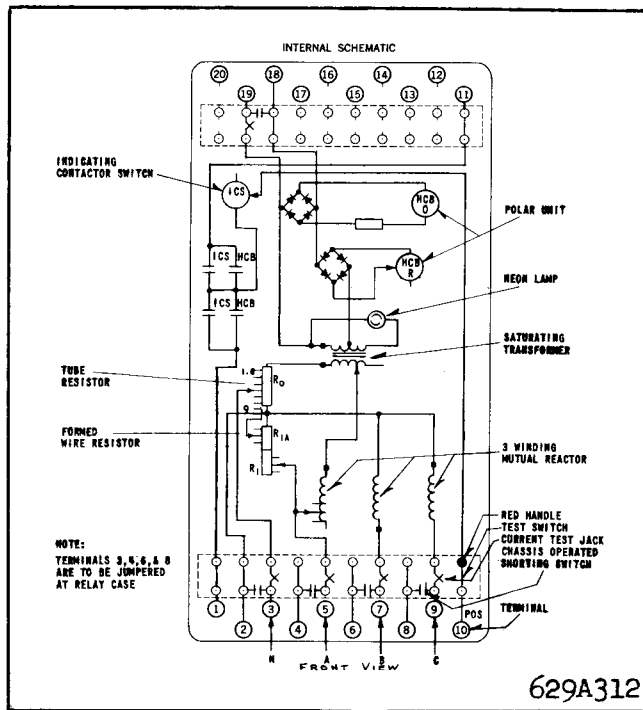 INTERNAL SCHEMATIC
20 18 16 14 12
19 17 15 13 11
INDICATING
CONTACTOR SWITCH
ICS
HCB
O
POLAR UNIT
HCB
R
ICS HCB
ICS HCB
NEON LAMP
SATURATING
TRANSFORMER
TUBE
RESISTOR
1.6
R0
0
FORMED
WIRE RESISTOR
R1A
R1
3 WINDING
MUTUAL REACTOR
NOTE:
TERMINALS 3,4,6,& 8
ARE TO BE JUMPERED
AT RELAY CASE
RED HANDLE
TEST SWITCH
CURRENT TEST JACK
CHASSIS OPERATED
SHORTING SWITCH
TERMINAL
1 3 5 7 9 POS
2 4 6 8 10
N A B C
FRONT VIEW
629A312